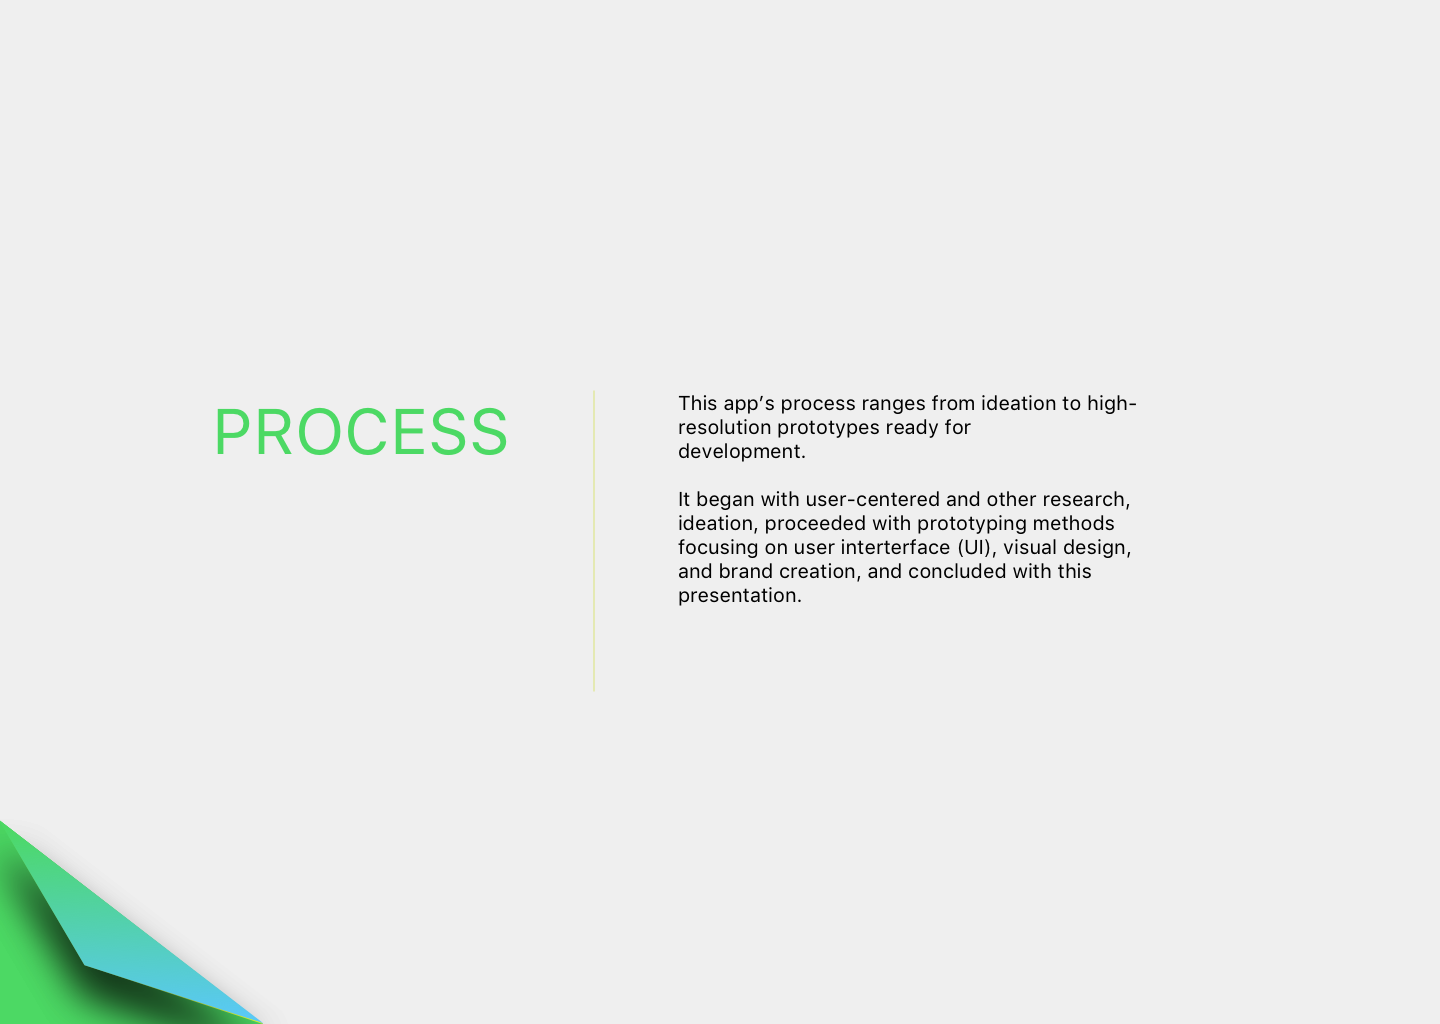 PROCESS
This app’s process ranges from ideation to high-
resolution prototypes ready for
development.
It began with user-centered and other research,
ideation, proceeded with prototyping methods
focusing on user interterface (UI), visual design,
and brand creation, and concluded with this
presentation.